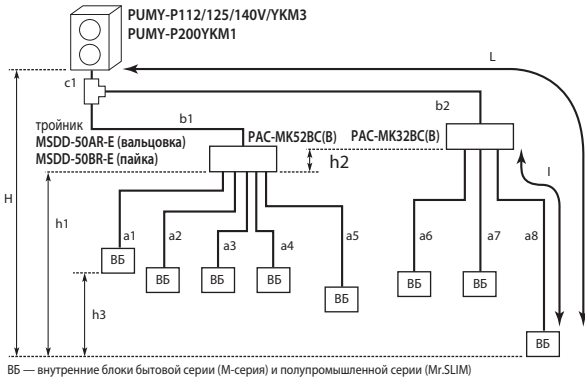 PUMY-P112/125/140V/YKM3
PUMY-P200YKM1
L
c1
b1
b2
тройник
MSDD-50AR-E (вальцовка)
MSDD-50BR-E (пайка)
PAC-MK52BC(B)
PAC-MK32BC(B)
h2
H
h1
l
a1
a2
a3
a4
a5
a6
a7
a8
ВБ
ВБ
ВБ
ВБ
ВБ
ВБ
ВБ
h3
ВБ
ВБ — внутренние блоки бытовой серии (М-серия) и полупромышленной серии (Mr.SLIM)